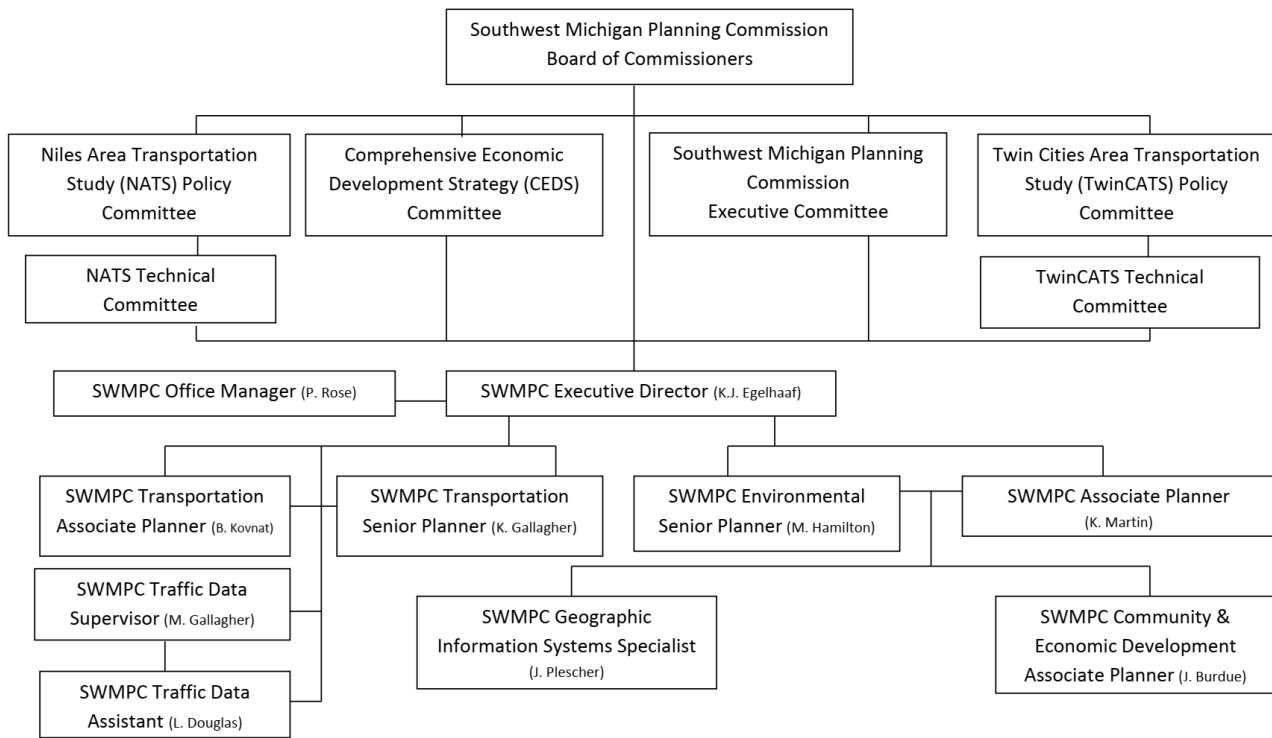 Southwest Michigan Planning Commission
Board of Commissioners
Niles Area Transportation
Study (NATS) Policy
Committee
Comprehensive Economic
Development Strategy (CEDS)
Committee
Southwest Michigan Planning
Commission
Executive Committee
Twin Cities Area Transportation
Study (TwinCATS) Policy
Committee
NATS Technical
Committee
TwinCATS Technical
Committee
SWMPC Office Manager (P. Rose)
SWMPC Executive Director (K.J. Egelhaaf)
SWMPC Transportation
Associate Planner (B. Kovnat)
SWMPC Transportation
Senior Planner (K. Gallagher)
SWMPC Environmental
Senior Planner (M. Hamilton)
SWMPC Associate Planner
(K. Martin)
SWMPC Traffic Data
Supervisor (M. Gallagher)
SWMPC Geographic
Information Systems Specialist
(J. Plescher)
SWMPC Community &
Economic Development
Associate Planner (J. Burdue)
SWMPC Traffic Data
Assistant (L. Douglas)